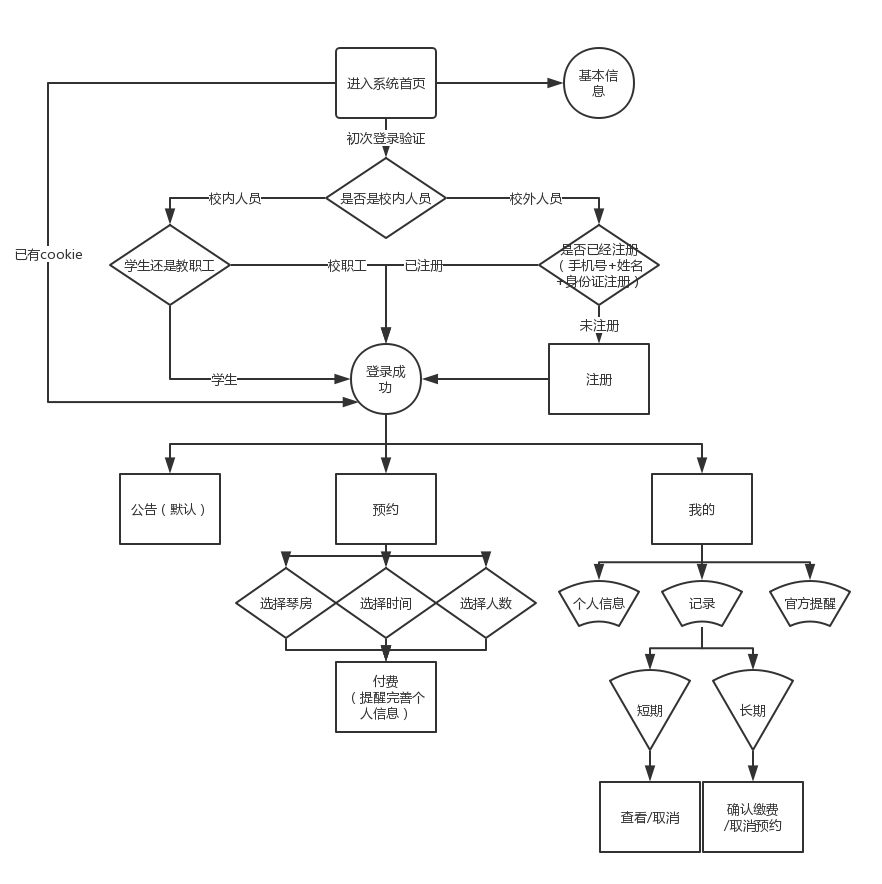 进入系统首页
基本信
息
初次登录验证
校内人员
是否是校内人员
校外人员
已有cookie
学生还是教职工
校职工
已注册
是否已经注册
（手机号+姓名
+身份证注册）
未注册
登录成
功
学生
注册
公告（默认）
预约
我的
选择琴房
选择时间
选择人数
个人信息
记录
官方提醒
付费
（提醒完善个
人信息）
短期
长期
查看/取消
确认缴费
/取消预约